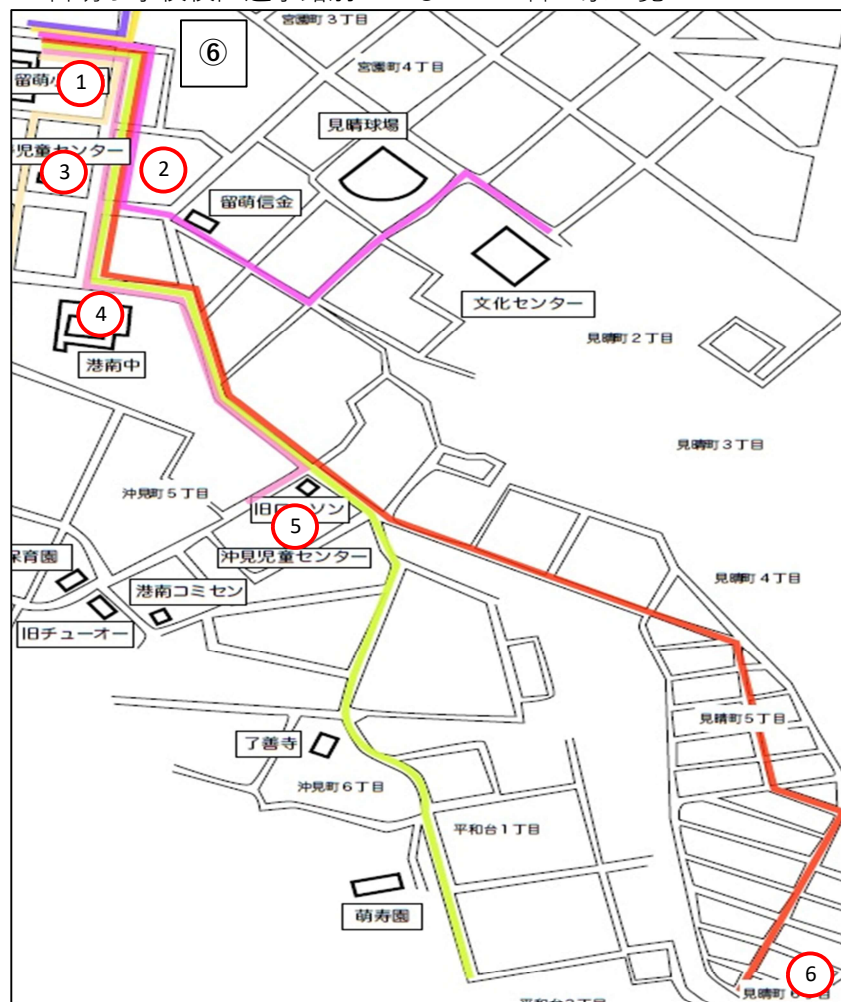 宮園町3丁目
⑥
宮園町4丁目
留萌小
1
見晴球場
児童センター
3
2
留萌信金
文化センター
4
見晴町2丁目
港南中
見晴町3丁目
沖見町5丁目
旧ローソン
5
沖見児童センター
保育園
港南コミセン
見晴町4丁目
旧チューオー
見晴町5丁目
了善寺
沖見町6丁目
平和台1丁目
萌寿園
6
見晴町6丁目